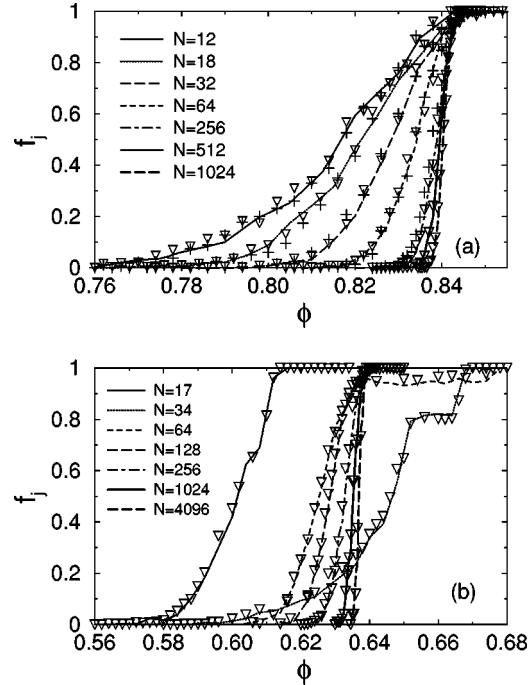 1
0.8
0.6
0.4
0.2
0
f_j
N=12
N=18
N=32
N=64
N=256
N=512
N=1024
(a)
0.76 0.78 0.80 0.82 0.84
ϕ
1
0.8
0.6
0.4
0.2
0
f_j
N=17
N=34
N=64
N=128
N=256
N=1024
N=4096
(b)
0.56 0.58 0.60 0.62 0.64 0.66 0.68
ϕ